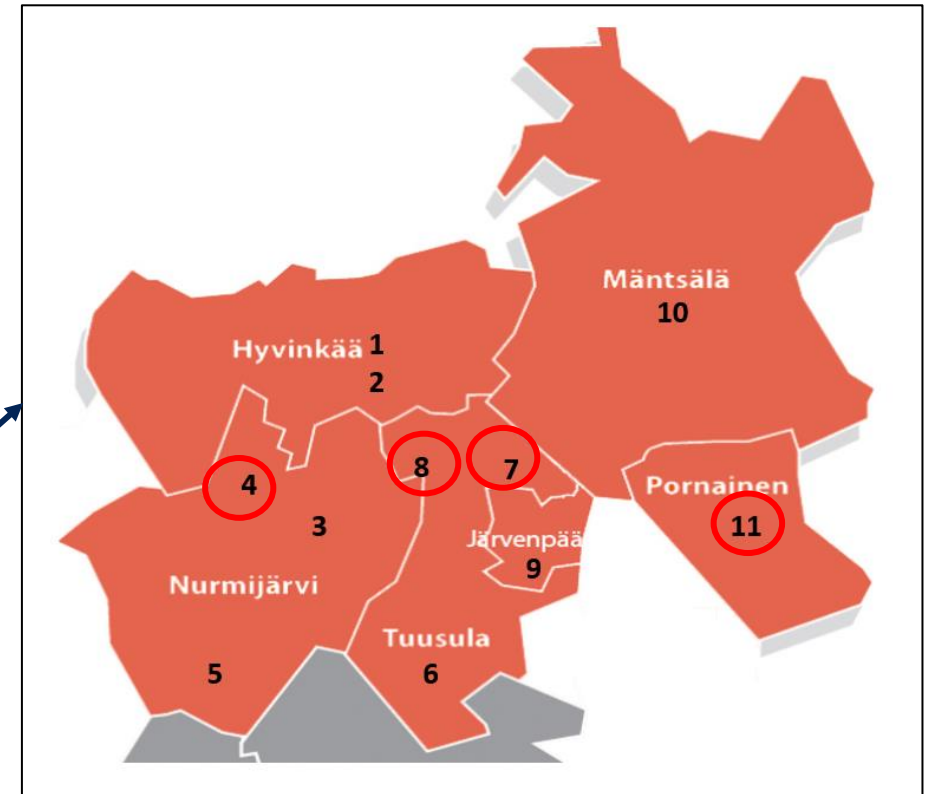 Mäntsälä
10
Hyvinkää 1
2
8
7
4
Pornainen
11
3
Järvenpää
9
Nurmijärvi
Tuusula
5
6